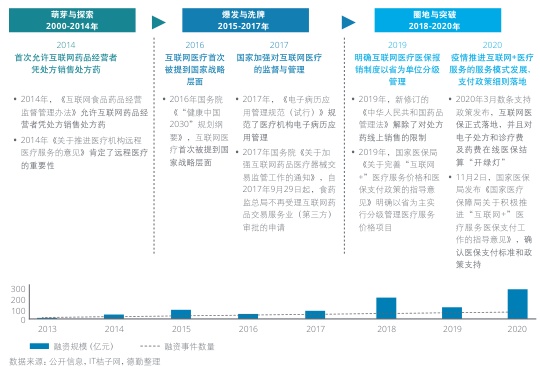 萌芽与探索
2000-2014年
爆发与洗牌
2015-2017年
圈地与突破
2018-2020年
2014
首次允许互联网药品经营者
凭处方销售处方药
2016
互联网医疗首次
被提到国家战略
层面
2017
国家加强对互联网医疗
的监督与管理
2019
明确互联网医疗医保报
销制度以省为单位分级
管理
2020
疫情推进互联网+医疗
服务的服务模式发展、
支付政策细则落地
• 2014年，《互联网食品药品经营
监督管理办法》允许互联网药品经
营者凭处方销售处方药
• 2014年《关于推进医疗机构远程
医疗服务的意见》肯定了远程医疗
的重要性
• 2016年国务院
《“健康中国
2030”规划纲
要》，互联网医
疗首次被提到国
家战略层面
• 2017年，《电子病历应
用管理规范（试行）》规
范了医疗机构电子病历应
用管理
• 2017年国务院《关于加
强互联网药品医疗器械交
易监管工作的通知》，自
2017年9月29日起，食药
监总局不再受理互联网药
品交易服务业（第三方）
审批的申请
• 2019年，新修订的
《中华人民共和国药品
管理法》解除了对处方
药线上销售的限制
• 2019年，国家医保局
《关于完善“互联网
+”医疗服务价格和医
保支付政策的指导意
见》明确以省为主实
行分级管理医疗服务
价格项目
• 2020年3月数条支持
政策发布，互联网医
保正式落地，并且对
电子处方和诊疗费
及药费在线医保结
算“开绿灯”
• 11月2日，国家医保
局发布《国家医疗
保障局关于积极推
进“互联网+”医
疗服务医保支付工
作的指导意见》，确
认医保支付标准和政
策支持
300
200
100
0
2013
2014
2015
2016
2017
2018
2019
2020
融资规模 (亿元)
融资事件数量
数据来源：公开信息、IT桔子网，德勤整理